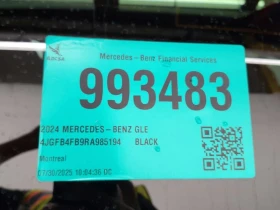 Mercedes - Benz Financial Services
993483
2024 MERCEDES - BENZ GLE
4JGFB4FB9RA985194 BLACK
Montreal